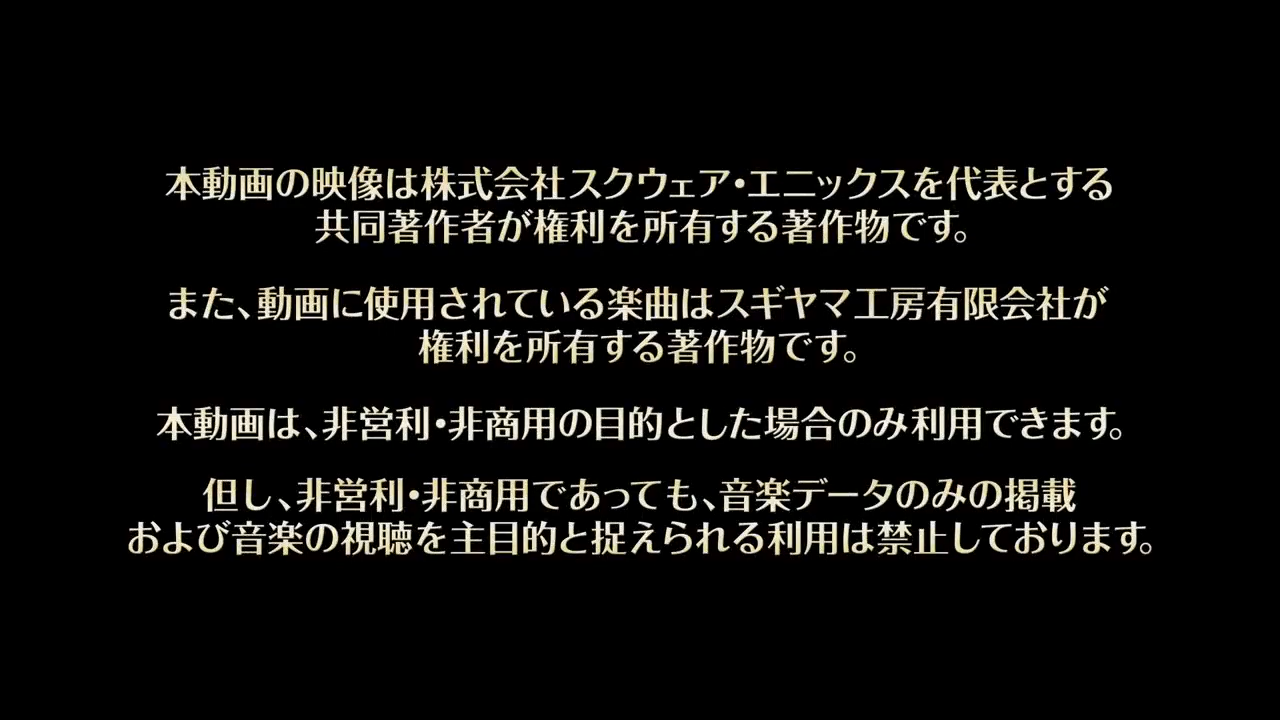 本動画の映像は株式会社スクウェア・エニックスを代表とする
共同著作者が権利を所有する著作物です。
また、動画に使用されている楽曲はスギヤマ工房有限会社が
権利を所有する著作物です。
本動画は、非営利・非商用の目的とした場合のみ利用できます。
但し、非営利・非商用であっても、音楽データのみの掲載
および音楽の視聴を主目的と捉えられる利用は禁止しております。